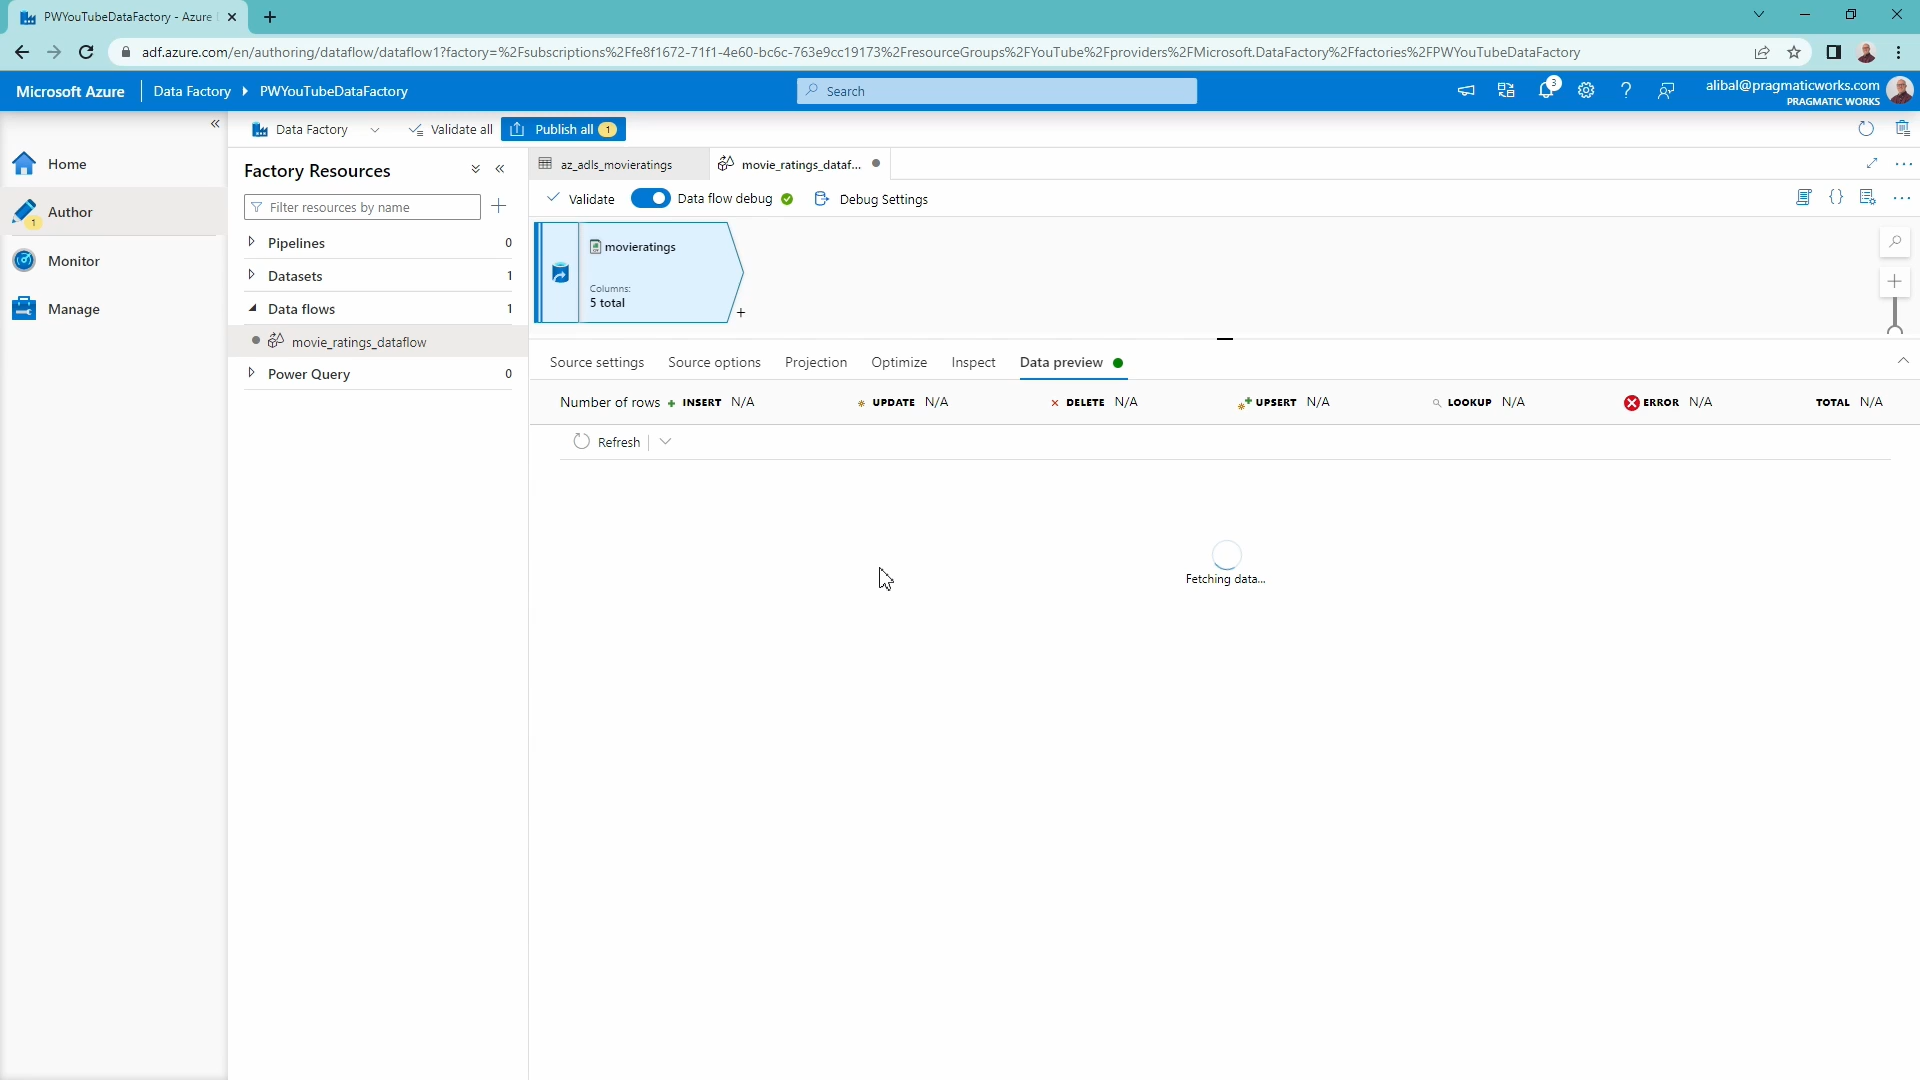 PWYouTubeDataFactory - Azure
adf.azure.com/en/authoring/dataflow/dataflow1?factory=%2Fsubscriptions%2Ffe8f1672-71f1-4e60-bc6c-763e9cc19173%2FresourceGroups%2FYouTube%2Fproviders%2FMicrosoft.DataFactory%2Ffactories%2FPWYouTubeDataFactory
Microsoft Azure Data Factory PWYouTubeDataFactory Search 3 alibal@pragmaticworks.com
PRAGMATIC WORKS
Data Factory Validate all Publish all 1
Home
Author
1
Monitor
Manage
Factory Resources
Filter resources by name
Pipelines 0
Datasets 1
Data flows 1
movie_ratings_dataflow
Power Query 0
az_adls_movieratings movie_ratings_dataf...
Validate Data flow debug Debug Settings
movieratings
Columns:
5 total
Source settings Source options Projection Optimize Inspect Data preview
Number of rows INSERT N/A UPDATE N/A DELETE N/A UPSERT N/A LOOKUP N/A ERROR N/A TOTAL N/A
Refresh
Fetching data...